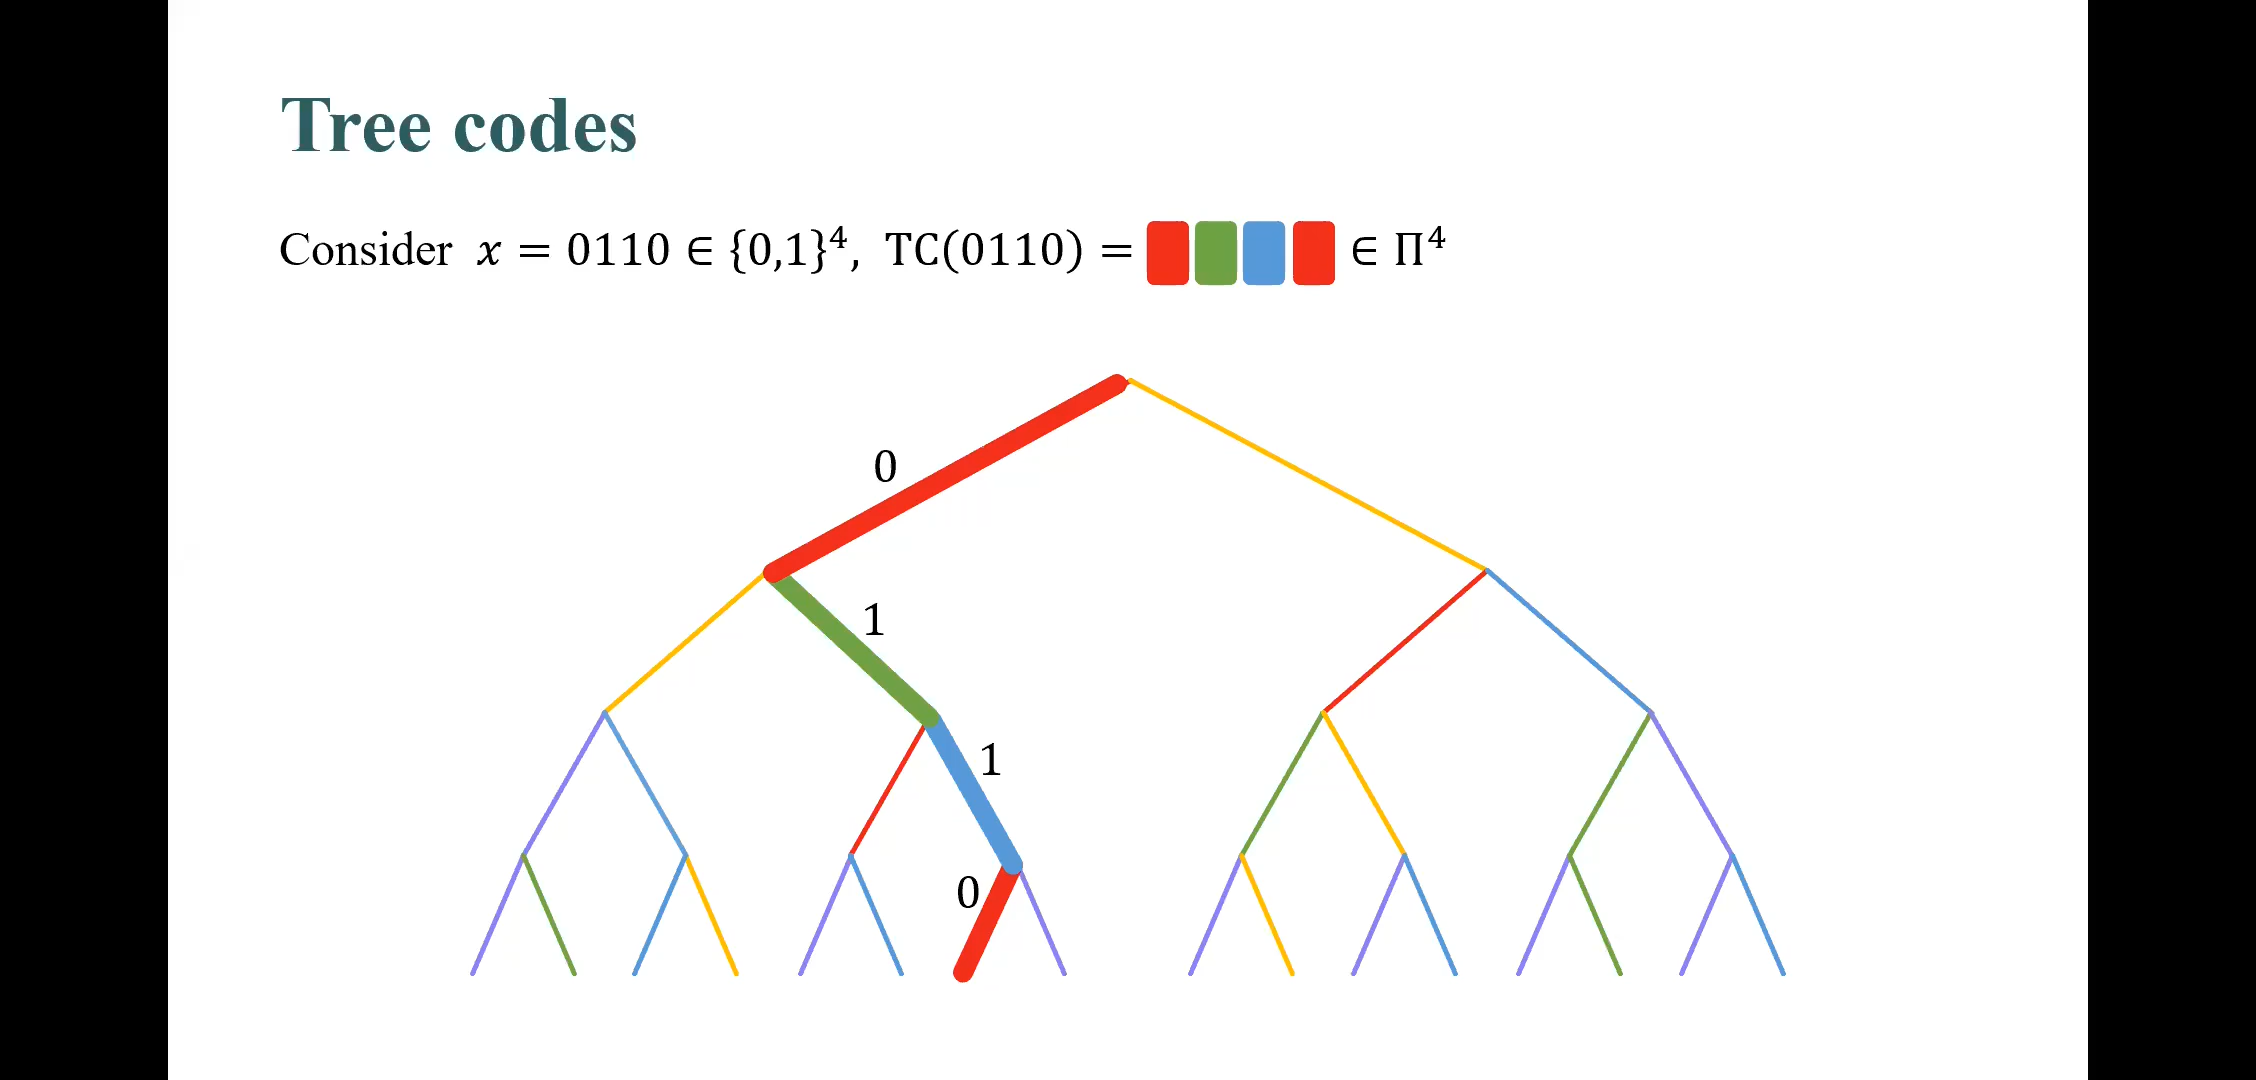 Tree codes
Consider x = 0110 ∈ {0,1}⁴, TC(0110) = ∈ Π⁴
0
1
1
0